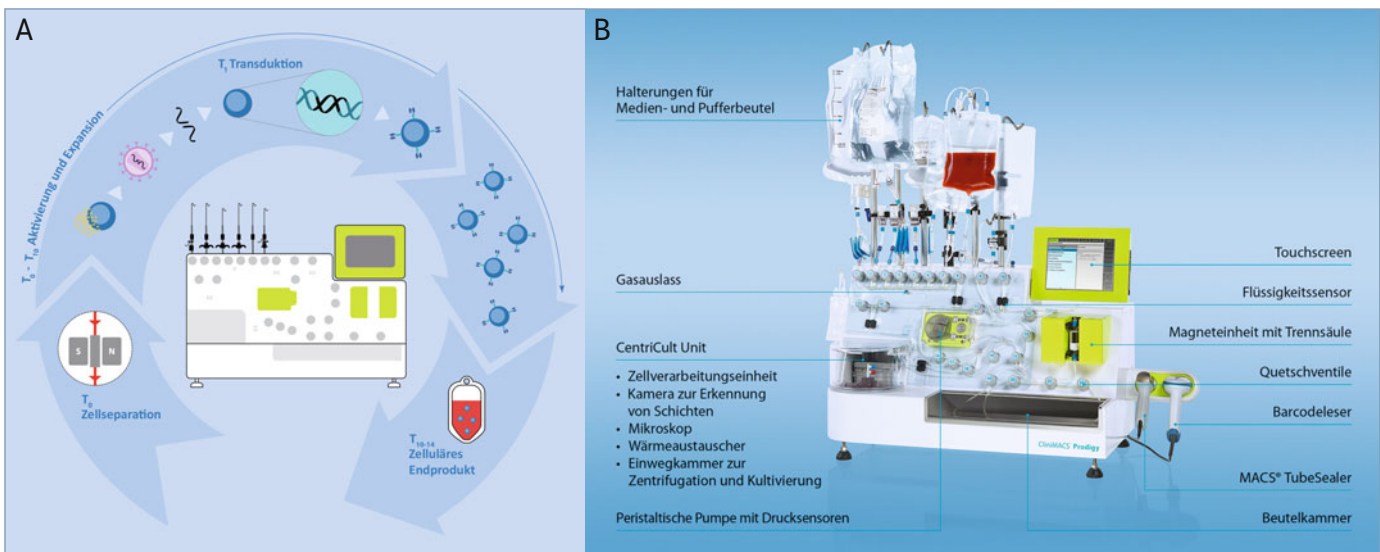 A
T₁ Transduktion
T₀ - T₁₀ Aktivierung und Expansion
S
N
T₀
Zellseparation
T₁₀₋₁₄
Zelluläres
Endprodukt
B
Halterungen für
Medien- und Pufferbeutel
Gasauslass
CentriCult Unit
• Zellverarbeitungseinheit
• Kamera zur Erkennung
von Schichten
• Mikroskop
• Wärmeaustauscher
• Einwegkammer zur
Zentrifugation und Kultivierung
Peristaltische Pumpe mit Drucksensoren
Touchscreen
Flüssigkeitssensor
Magneteinheit mit Trennsäule
Quetschventile
Barcodeleser
CliniMACS Prodigy
MACS® TubeSealer
Beutelkammer